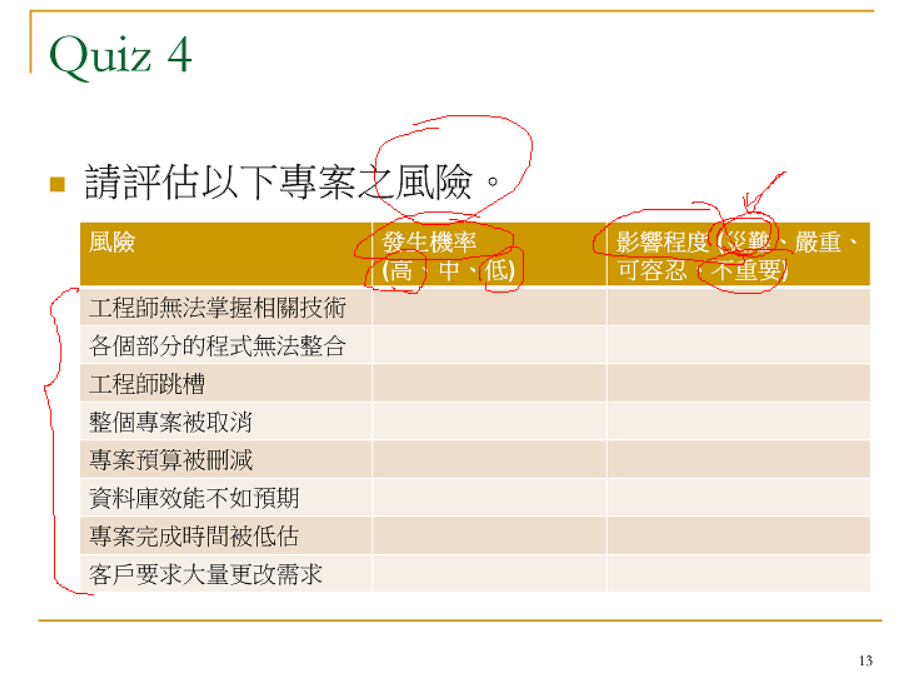 Quiz 4
請評估以下專案之風險。
風險
發生機率
(高、中、低)
影響程度 (災難、嚴重、
可容忍、不重要)
工程師無法掌握相關技術
各個部分的程式無法整合
工程師跳槽
整個專案被取消
專案預算被刪減
資料庫效能不如預期
專案完成時間被低估
客戶要求大量更改需求
13